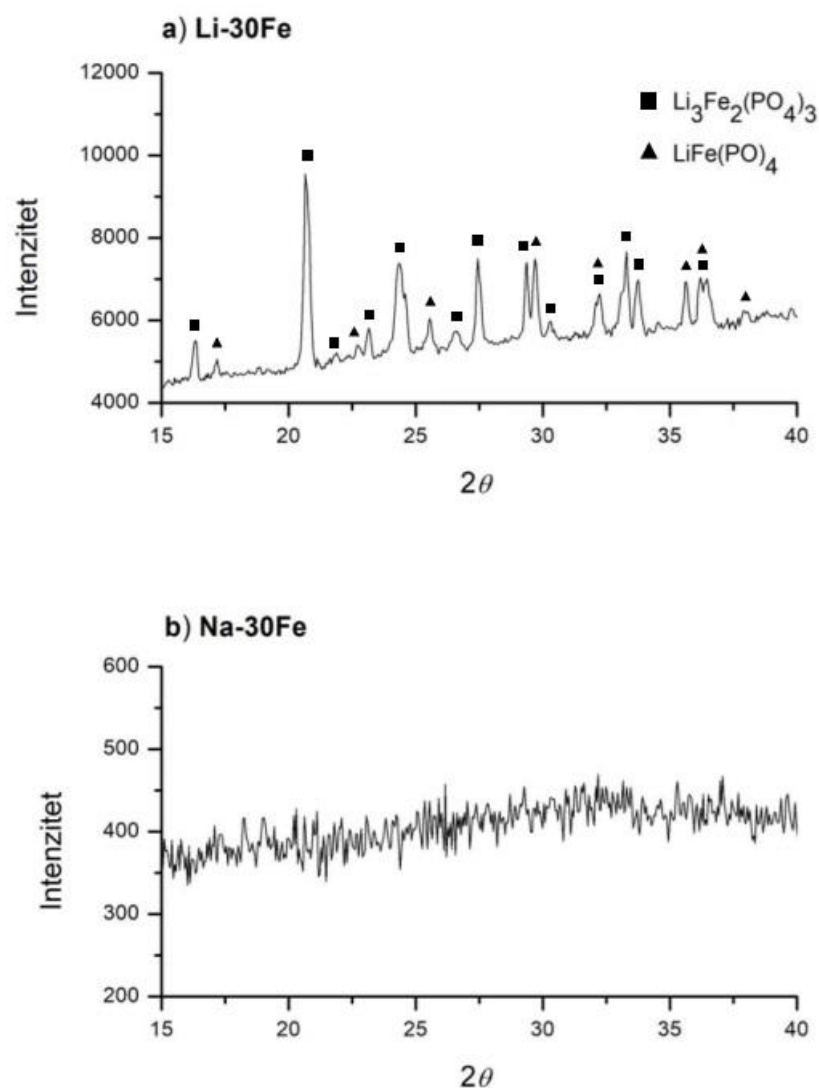 a) Li-30Fe
12000
10000
8000
6000
4000
Intenzitet
■ Li₃Fe₂(PO₄)₃
▲ LiFe(PO)₄
15 20 25 30 35 40
2θ
b) Na-30Fe
600
500
400
300
200
Intenzitet
15 20 25 30 35 40
2θ